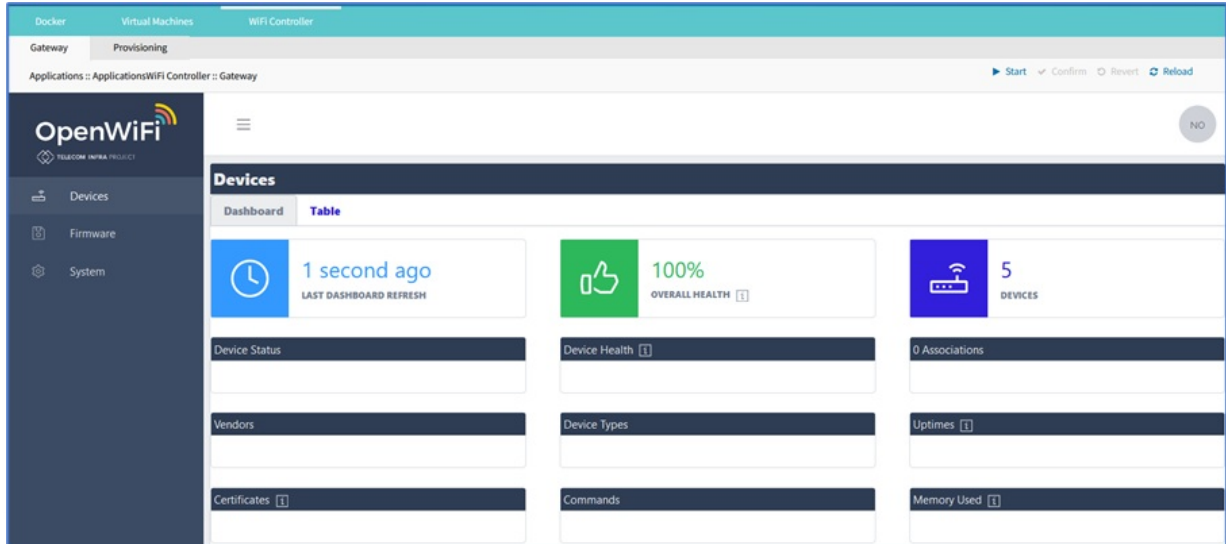 Docker Virtual Machines WiFi Controller
Gateway Provisioning
Applications :: ApplicationsWiFi Controller :: Gateway Start Confirm Revert Reload
OpenWiFi
TELECOM INFRA PROJECT
NO
Devices
Firmware
System
Devices
Dashboard Table
1 second ago
LAST DASHBOARD REFRESH
100%
OVERALL HEALTH
5
DEVICES
Device Status Device Health 0 Associations
Vendors Device Types Uptimes
Certificates Commands Memory Used